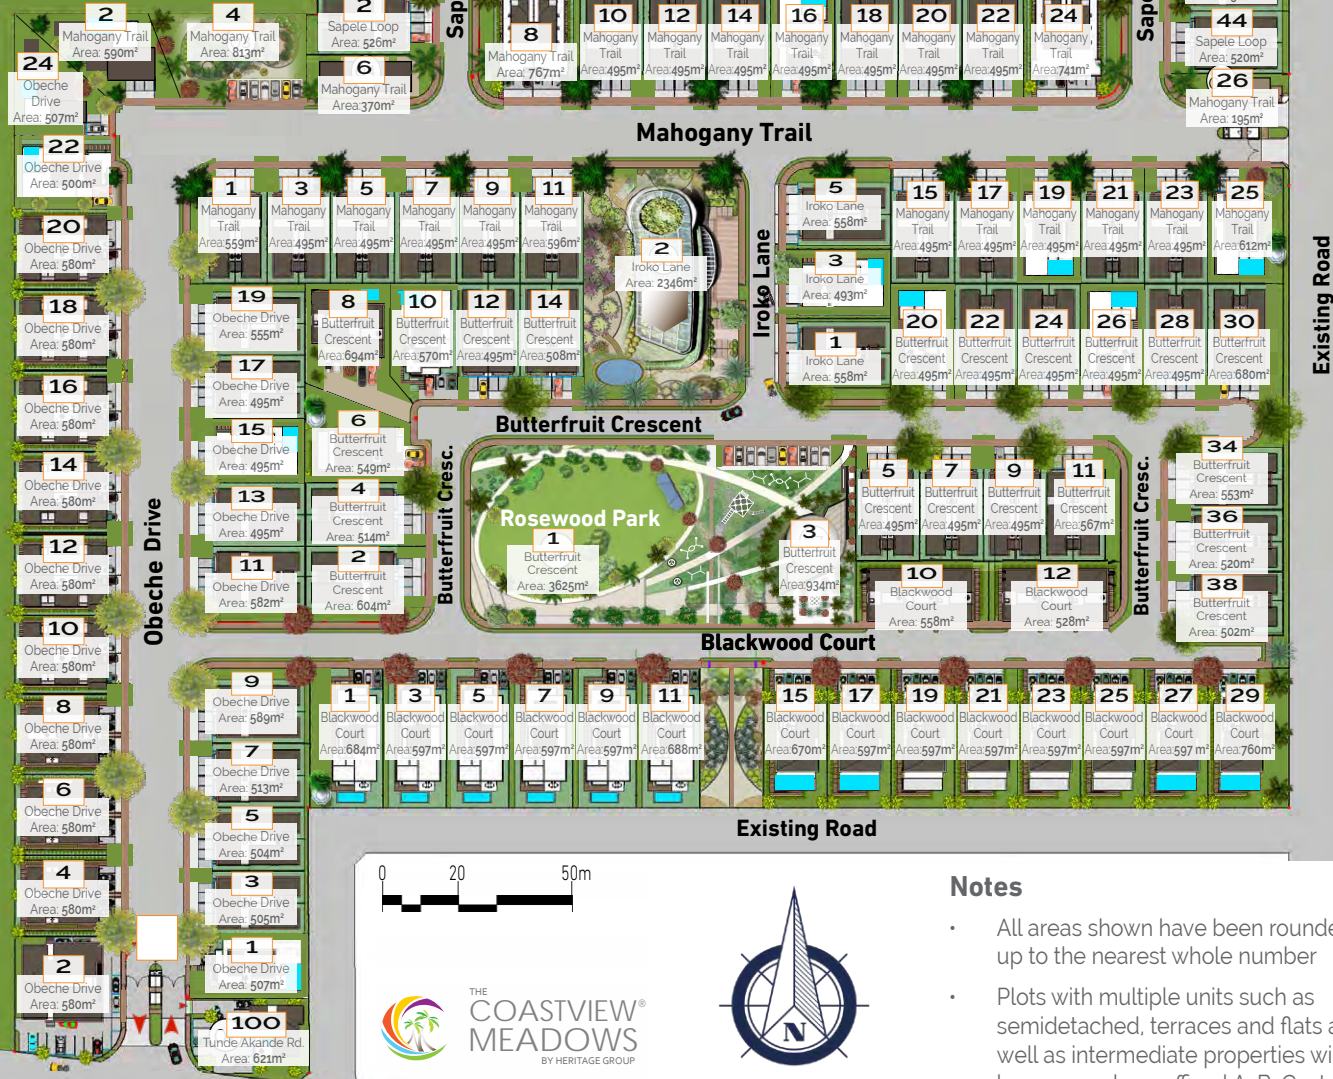 2
Mahogany Trail
Area: 590m²
4
Mahogany Trail
Area: 813m²
2
Sapele Loop
Area: 526m²
Sap
8
Mahogany Trail
Area: 767m²
10
Mahogany
Trail
Area:495m²
12
Mahogany
Trail
Area:495m²
14
Mahogany
Trail
Area:495m²
16
Mahogany
Trail
Area:495m²
18
Mahogany
Trail
Area:495m²
20
Mahogany
Trail
Area:495m²
22
Mahogany
Trail
Area:495m²
24
Mahogany
Trail
Area:741m²
Sape
44
Sapele Loop
Area: 520m²
24
Obeche
Drive
Area: 507m²
6
Mahogany Trail
Area:370m²
26
Mahogany Trail
Area: 195m²
Mahogany Trail
22
Obeche Drive
Area: 500m²
20
Obeche Drive
Area: 580m²
18
Obeche Drive
Area: 580m²
16
Obeche Drive
Area: 580m²
14
Obeche Drive
Area: 580m²
12
Obeche Drive
Area: 580m²
10
Obeche Drive
Area: 580m²
8
Obeche Drive
Area: 580m²
6
Obeche Drive
Area: 580m²
4
Obeche Drive
Area: 580m²
2
Obeche Drive
Area: 580m²
Obeche Drive
1
Mahogany
Trail
Area:559m²
3
Mahogany
Trail
Area:495m²
5
Mahogany
Trail
Area:495m²
7
Mahogany
Trail
Area:495m²
9
Mahogany
Trail
Area:495m²
11
Mahogany
Trail
Area:596m²
2
Iroko Lane
Area: 2346m²
Iroko Lane
5
Iroko Lane
Area: 558m²
3
Iroko Lane
Area: 493m²
1
Iroko Lane
Area: 558m²
15
Mahogany
Trail
Area:495m²
17
Mahogany
Trail
Area:495m²
19
Mahogany
Trail
Area:495m²
21
Mahogany
Trail
Area:495m²
23
Mahogany
Trail
Area:495m²
25
Mahogany
Trail
Area:612m²
Existing Road
19
Obeche Drive
Area: 555m²
17
Obeche Drive
Area: 495m²
15
Obeche Drive
Area: 495m²
13
Obeche Drive
Area: 495m²
11
Obeche Drive
Area: 582m²
8
Butterfruit
Crescent
Area:694m²
10
Butterfruit
Crescent
Area:570m²
12
Butterfruit
Crescent
Area:495m²
14
Butterfruit
Crescent
Area:508m²
20
Butterfruit
Crescent
Area:495m²
22
Butterfruit
Crescent
Area:495m²
24
Butterfruit
Crescent
Area:495m²
26
Butterfruit
Crescent
Area:495m²
28
Butterfruit
Crescent
Area:495m²
30
Butterfruit
Crescent
Area:680m²
Butterfruit Crescent
6
Butterfruit
Crescent
Area: 549m²
4
Butterfruit
Crescent
Area: 514m²
2
Butterfruit
Crescent
Area: 604m²
Butterfruit Cresc.
Rosewood Park
1
Butterfruit
Crescent
Area: 3625m²
3
Butterfruit
Crescent
Area:934m²
5
Butterfruit
Crescent
Area:495m²
7
Butterfruit
Crescent
Area:495m²
9
Butterfruit
Crescent
Area:495m²
11
Butterfruit
Crescent
Area:567m²
10
Blackwood
Court
Area: 558m²
12
Blackwood
Court
Area: 528m²
Butterfruit Cresc.
34
Butterfruit
Crescent
Area: 553m²
36
Butterfruit
Crescent
Area: 520m²
38
Butterfruit
Crescent
Area: 502m²
Blackwood Court
9
Obeche Drive
Area: 589m²
7
Obeche Drive
Area: 513m²
5
Obeche Drive
Area: 504m²
3
Obeche Drive
Area: 505m²
1
Obeche Drive
Area: 507m²
100
Tunde Akande Rd.
Area: 621m²
1
Blackwood
Court
Area:684m²
3
Blackwood
Court
Area:597m²
5
Blackwood
Court
Area:597m²
7
Blackwood
Court
Area:597m²
9
Blackwood
Court
Area:597m²
11
Blackwood
Court
Area:688m²
15
Blackwood
Court
Area:670m²
17
Blackwood
Court
Area:597m²
19
Blackwood
Court
Area:597m²
21
Blackwood
Court
Area:597m²
23
Blackwood
Court
Area:597m²
25
Blackwood
Court
Area:597m²
27
Blackwood
Court
Area:597 m²
29
Blackwood
Court
Area:760m²
Existing Road
0 20 50m
THE
COASTVIEW®
MEADOWS
BY HERITAGE GROUP
N
Notes
• All areas shown have been rounde
up to the nearest whole number
• Plots with multiple units such as
semidetached, terraces and flats a
well as intermediate properties wi